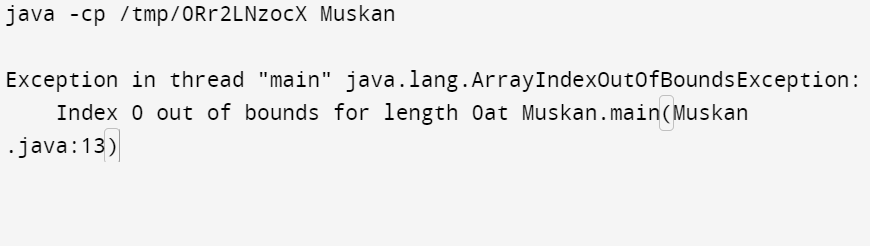 java -cp /tmp/0Rr2LNzocX Muskan
Exception in thread "main" java.lang.ArrayIndexOutOfBoundsException:
Index 0 out of bounds for length 0at Muskan.main(Muskan
.java:13)